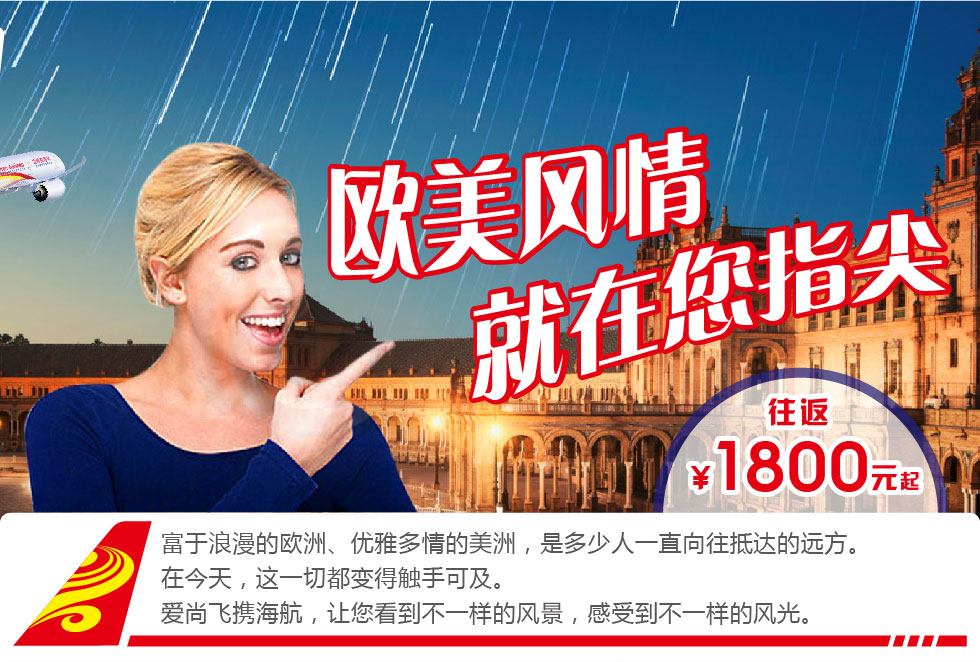 欧美风情
就在您指尖
往返
¥1800元起
富于浪漫的欧洲、优雅多情的美洲，是多少人一直向往抵达的远方。
在今天，这一切都变得触手可及。
爱尚飞携海航，让您看到不一样的风景，感受到不一样的风光。